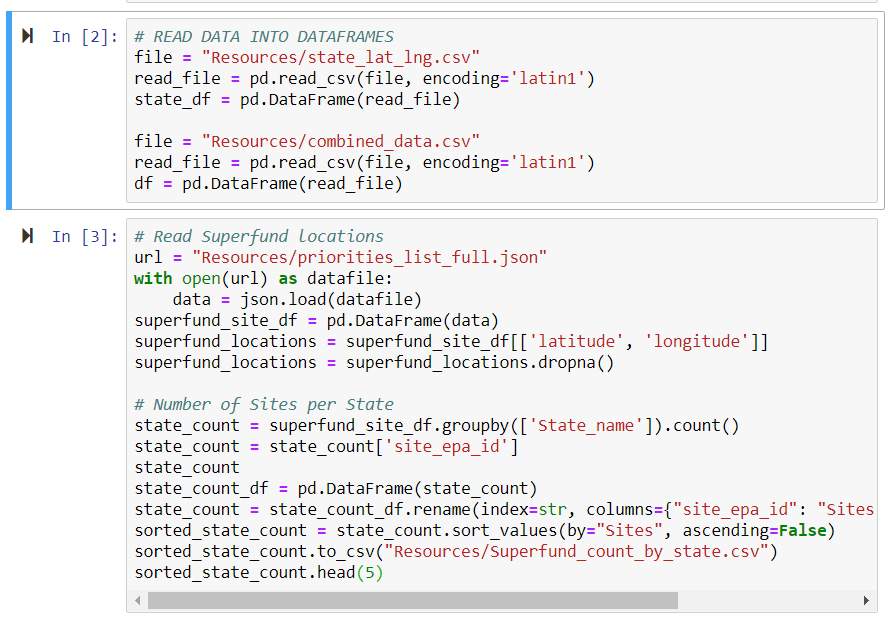 In [2]:
# READ DATA INTO DATAFRAMES
file = "Resources/state_lat_lng.csv"
read_file = pd.read_csv(file, encoding='latin1')
state_df = pd.DataFrame(read_file)

file = "Resources/combined_data.csv"
read_file = pd.read_csv(file, encoding='latin1')
df = pd.DataFrame(read_file)

In [3]:
# Read Superfund locations
url = "Resources/priorities_list_full.json"
with open(url) as datafile:
    data = json.load(datafile)
superfund_site_df = pd.DataFrame(data)
superfund_locations = superfund_site_df[['latitude', 'longitude']]
superfund_locations = superfund_locations.dropna()

# Number of Sites per State
state_count = superfund_site_df.groupby(['State_name']).count()
state_count = state_count['site_epa_id']
state_count
state_count_df = pd.DataFrame(state_count)
state_count = state_count_df.rename(index=str, columns={"site_epa_id": "Sites
sorted_state_count = state_count.sort_values(by="Sites", ascending=False)
sorted_state_count.to_csv("Resources/Superfund_count_by_state.csv")
sorted_state_count.head(5)